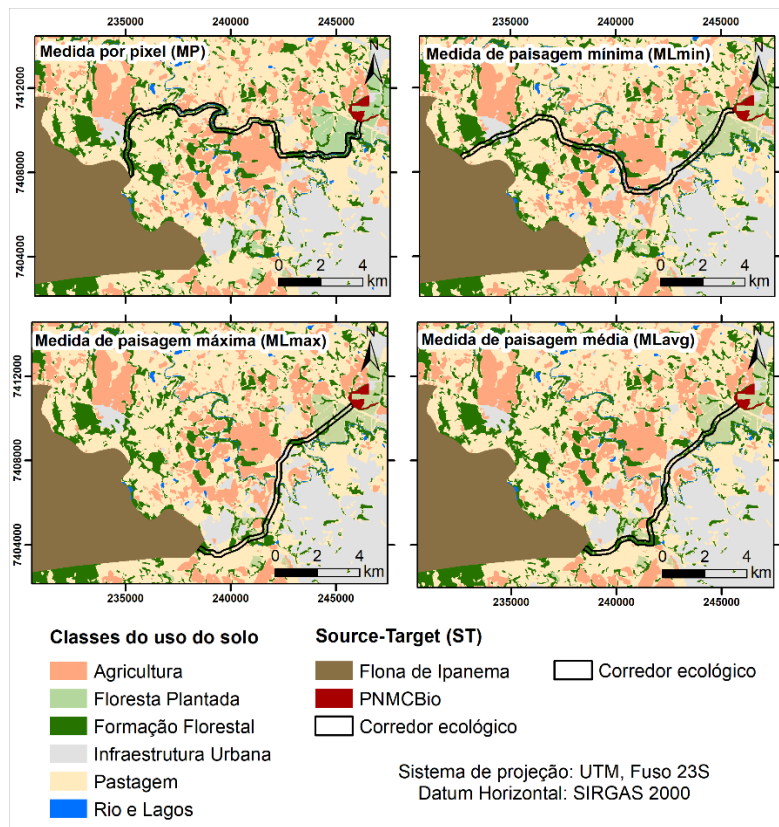 235000 240000 245000 235000 240000 245000
Medida por pixel (MP)
N
7412000
7408000
7404000
0 2 4
km
Medida de paisagem mínima (MLmin)
N
0 2 4
km
Medida de paisagem máxima (MLmax)
N
7412000
7408000
7404000
0 2 4
km
Medida de paisagem média (MLavg)
N
0 2 4
km
235000 240000 245000 235000 240000 245000
Classes do uso do solo
Agricultura
Floresta Plantada
Formação Florestal
Infraestrutura Urbana
Pastagem
Rio e Lagos
Source-Target (ST)
Flona de Ipanema
PNMCBio
Corredor ecológico
Corredor ecológico
Sistema de projeção: UTM, Fuso 23S
Datum Horizontal: SIRGAS 2000